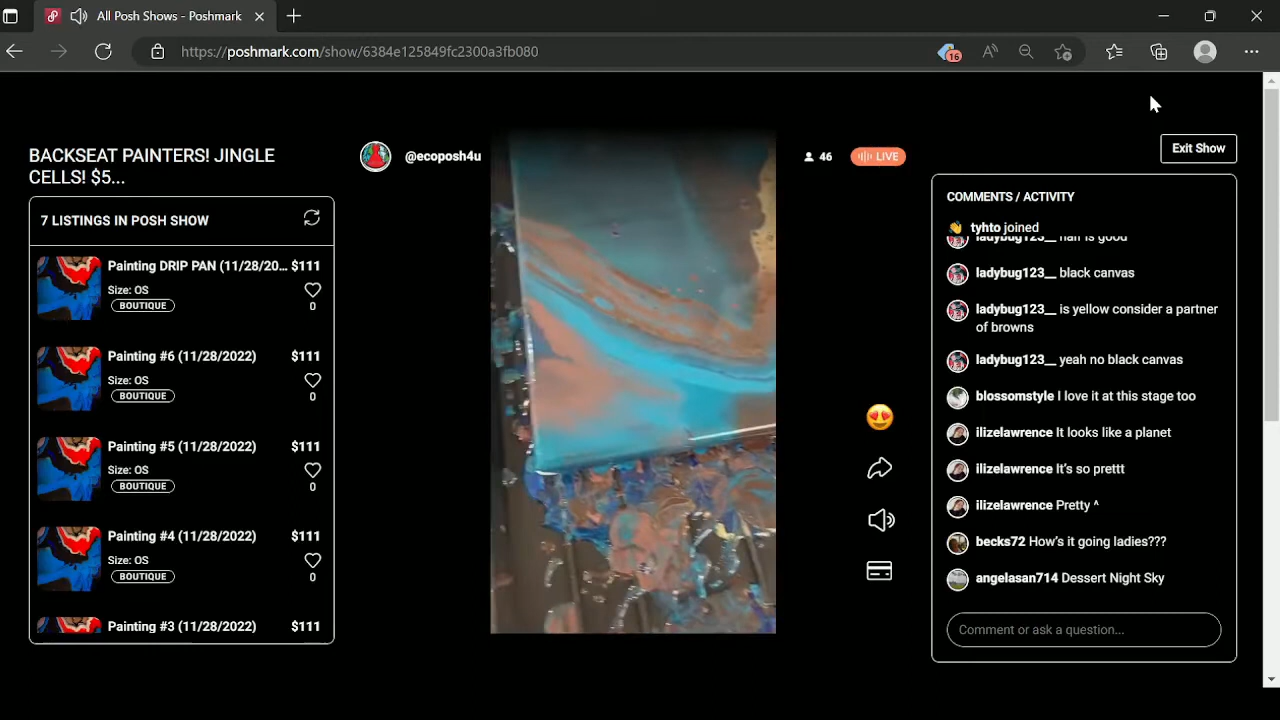 All Posh Shows - Poshmark
https://poshmark.com/show/6384e125849fc2300a3fb080
16
BACKSEAT PAINTERS! JINGLE
CELLS! $5...
@ecoposh4u
46
LIVE
Exit Show
7 LISTINGS IN POSH SHOW
Painting DRIP PAN (11/28/20... $111
Size: OS
BOUTIQUE
0
Painting #6 (11/28/2022) $111
Size: OS
BOUTIQUE
0
Painting #5 (11/28/2022) $111
Size: OS
BOUTIQUE
0
Painting #4 (11/28/2022) $111
Size: OS
BOUTIQUE
0
Painting #3 (11/28/2022) $111
COMMENTS / ACTIVITY
tyhto joined
ladybug123__ half is good
ladybug123__ black canvas
ladybug123__ is yellow consider a partner
of browns
ladybug123__ yeah no black canvas
blossomstyle I love it at this stage too
ilizelawrence It looks like a planet
ilizelawrence It's so prettt
ilizelawrence Pretty ^
becks72 How's it going ladies???
angelasan714 Dessert Night Sky
Comment or ask a question...